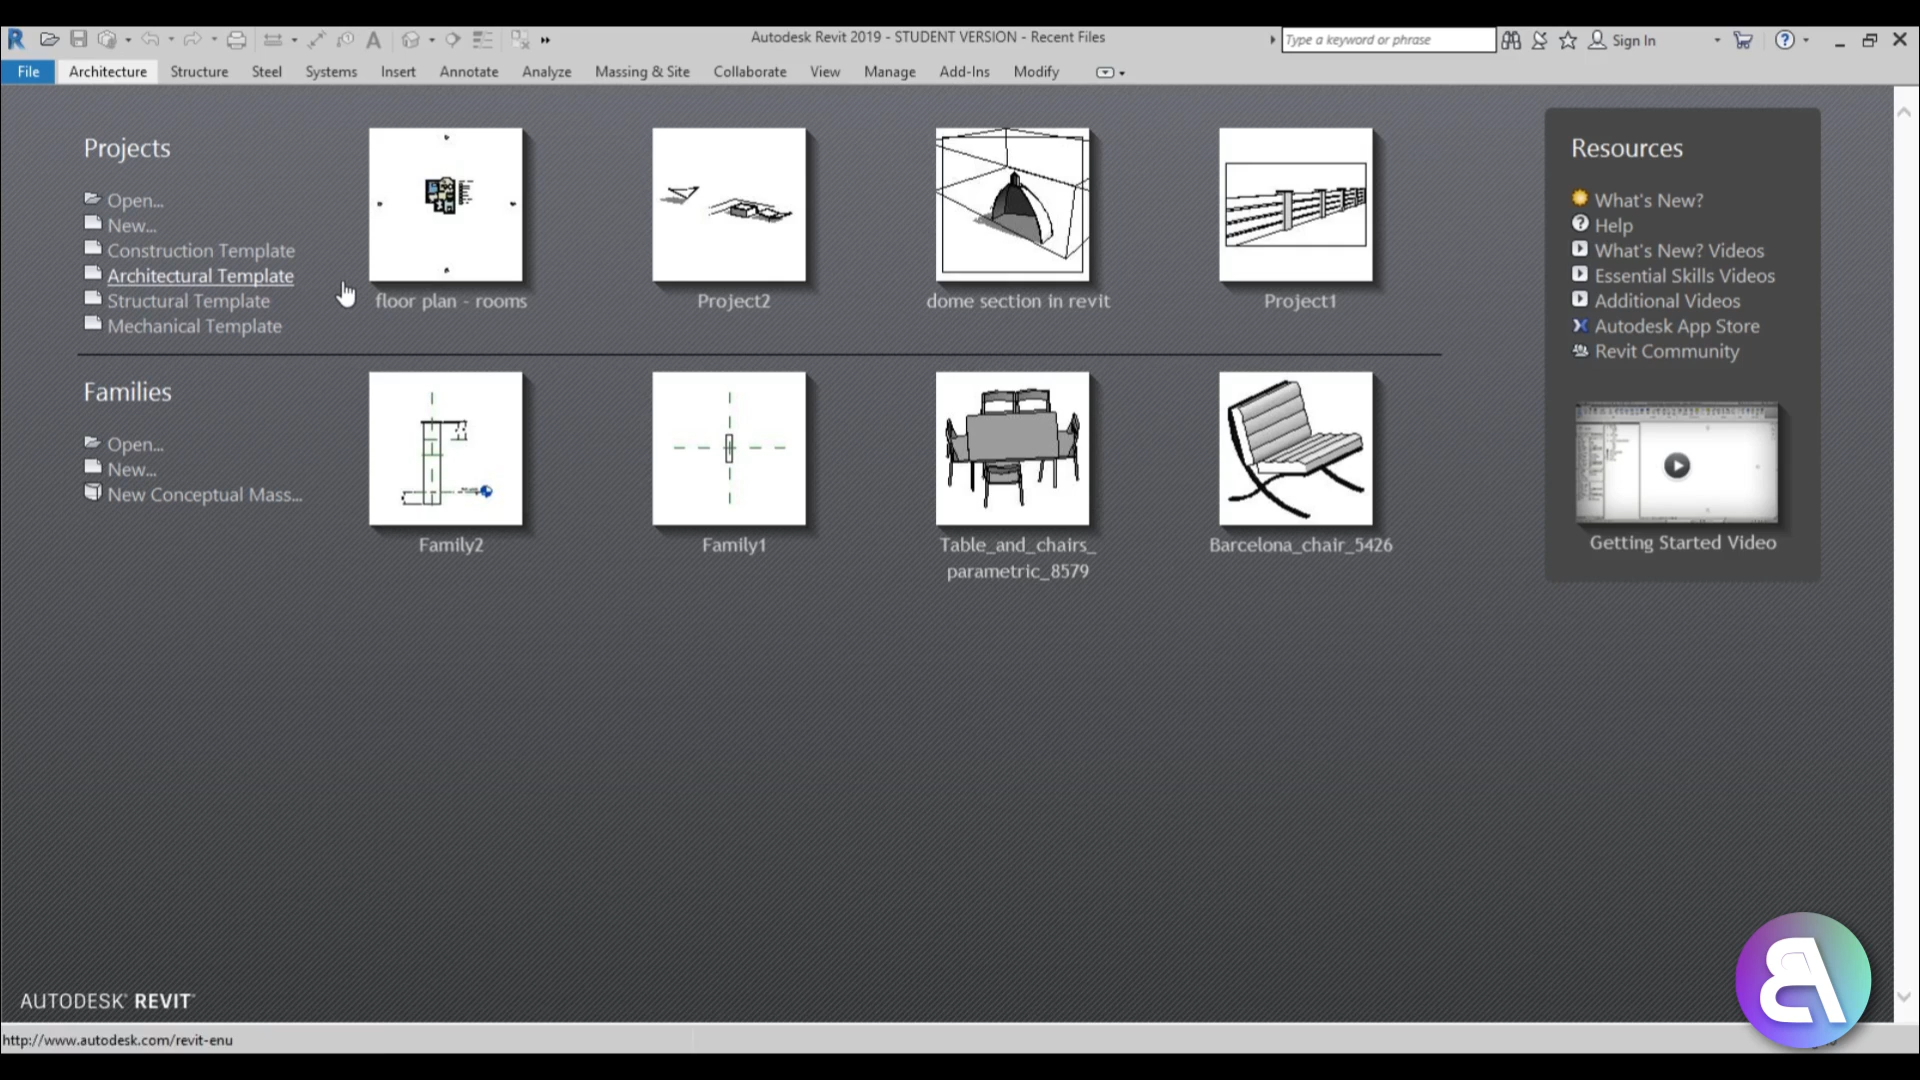 Autodesk Revit 2019 - STUDENT VERSION - Recent Files
Type a keyword or phrase
Sign In
File
Architecture
Structure
Steel
Systems
Insert
Annotate
Analyze
Massing & Site
Collaborate
View
Manage
Add-Ins
Modify
Projects
Open...
New...
Construction Template
Architectural Template
Structural Template
Mechanical Template
floor plan - rooms
Project2
dome section in revit
Project1
Families
Open...
New...
New Conceptual Mass...
Family2
Family1
Table_and_chairs_
parametric_8579
Barcelona_chair_5426
Resources
What's New?
Help
What's New? Videos
Essential Skills Videos
Additional Videos
Autodesk App Store
Revit Community
Getting Started Video
AUTODESK® REVIT®
http://www.autodesk.com/revit-enu